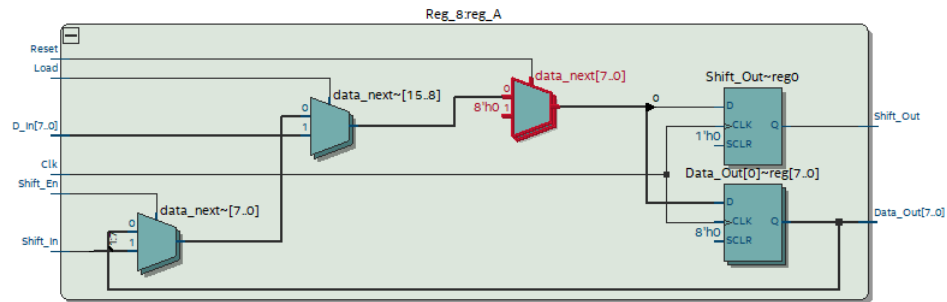 Reg_8:reg_A
Reset
Load
data_next[7..0]
Shift_Out~reg0
data_next~[15..8]
0
0
0
8'h0
1
D
CLK
Q
Shift_Out
D_In[7..0]
1
1'h0
SCLR
Clk
Data_Out[0]~reg[7..0]
Shift_En
data_next~[7..0]
D
Data_Out[7..0]
0
CLK
Q
Shift_In
1
8'h0
SCLR